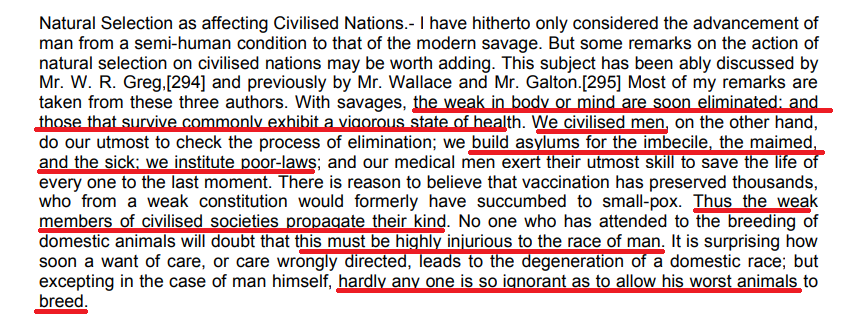 Natural Selection as affecting Civilised Nations.- I have hitherto only considered the advancement of
man from a semi-human condition to that of the modern savage. But some remarks on the action of
natural selection on civilised nations may be worth adding. This subject has been ably discussed by
Mr. W. R. Greg,[294] and previously by Mr. Wallace and Mr. Galton.[295] Most of my remarks are
taken from these three authors. With savages, the weak in body or mind are soon eliminated; and
those that survive commonly exhibit a vigorous state of health. We civilised men, on the other hand,
do our utmost to check the process of elimination; we build asylums for the imbecile, the maimed,
and the sick; we institute poor-laws; and our medical men exert their utmost skill to save the life of
every one to the last moment. There is reason to believe that vaccination has preserved thousands,
who from a weak constitution would formerly have succumbed to small-pox. Thus the weak
members of civilised societies propagate their kind. No one who has attended to the breeding of
domestic animals will doubt that this must be highly injurious to the race of man. It is surprising how
soon a want of care, or care wrongly directed, leads to the degeneration of a domestic race; but
excepting in the case of man himself, hardly any one is so ignorant as to allow his worst animals to
breed.